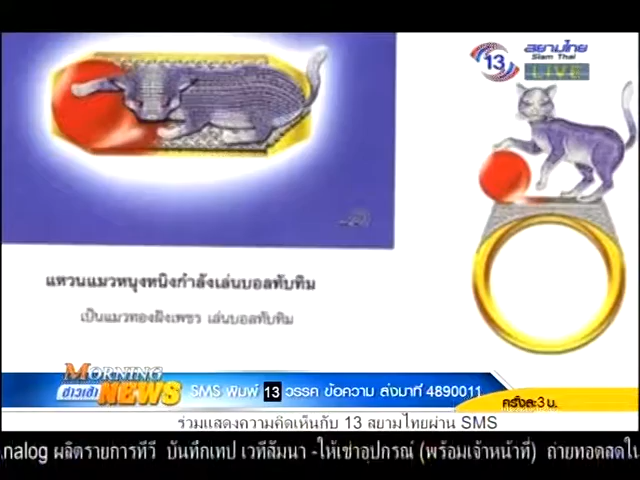 13
สยามไทย
Siam Thai
LIVE
แหวนแมวหนุงหนิงกำลังเล่นบอลทับทิม
เป็นแมวทองฝังเพชร เล่นบอลทับทิม
MORNING
ข่าวเช้า NEWS
SMS พิมพ์ 13 วรรค ข้อความ ส่งมาที่ 4890011
ครั้งละ 3 บ.
ร่วมแสดงความคิดเห็นกับ 13 สยามไทยผ่าน SMS
nalog ผลิตรายการทีวี บันทึกเทป เวทีสัมนา -ให้เช่าอุปกรณ์ (พร้อมเจ้าหน้าที่) ถ่ายทอดสดใน